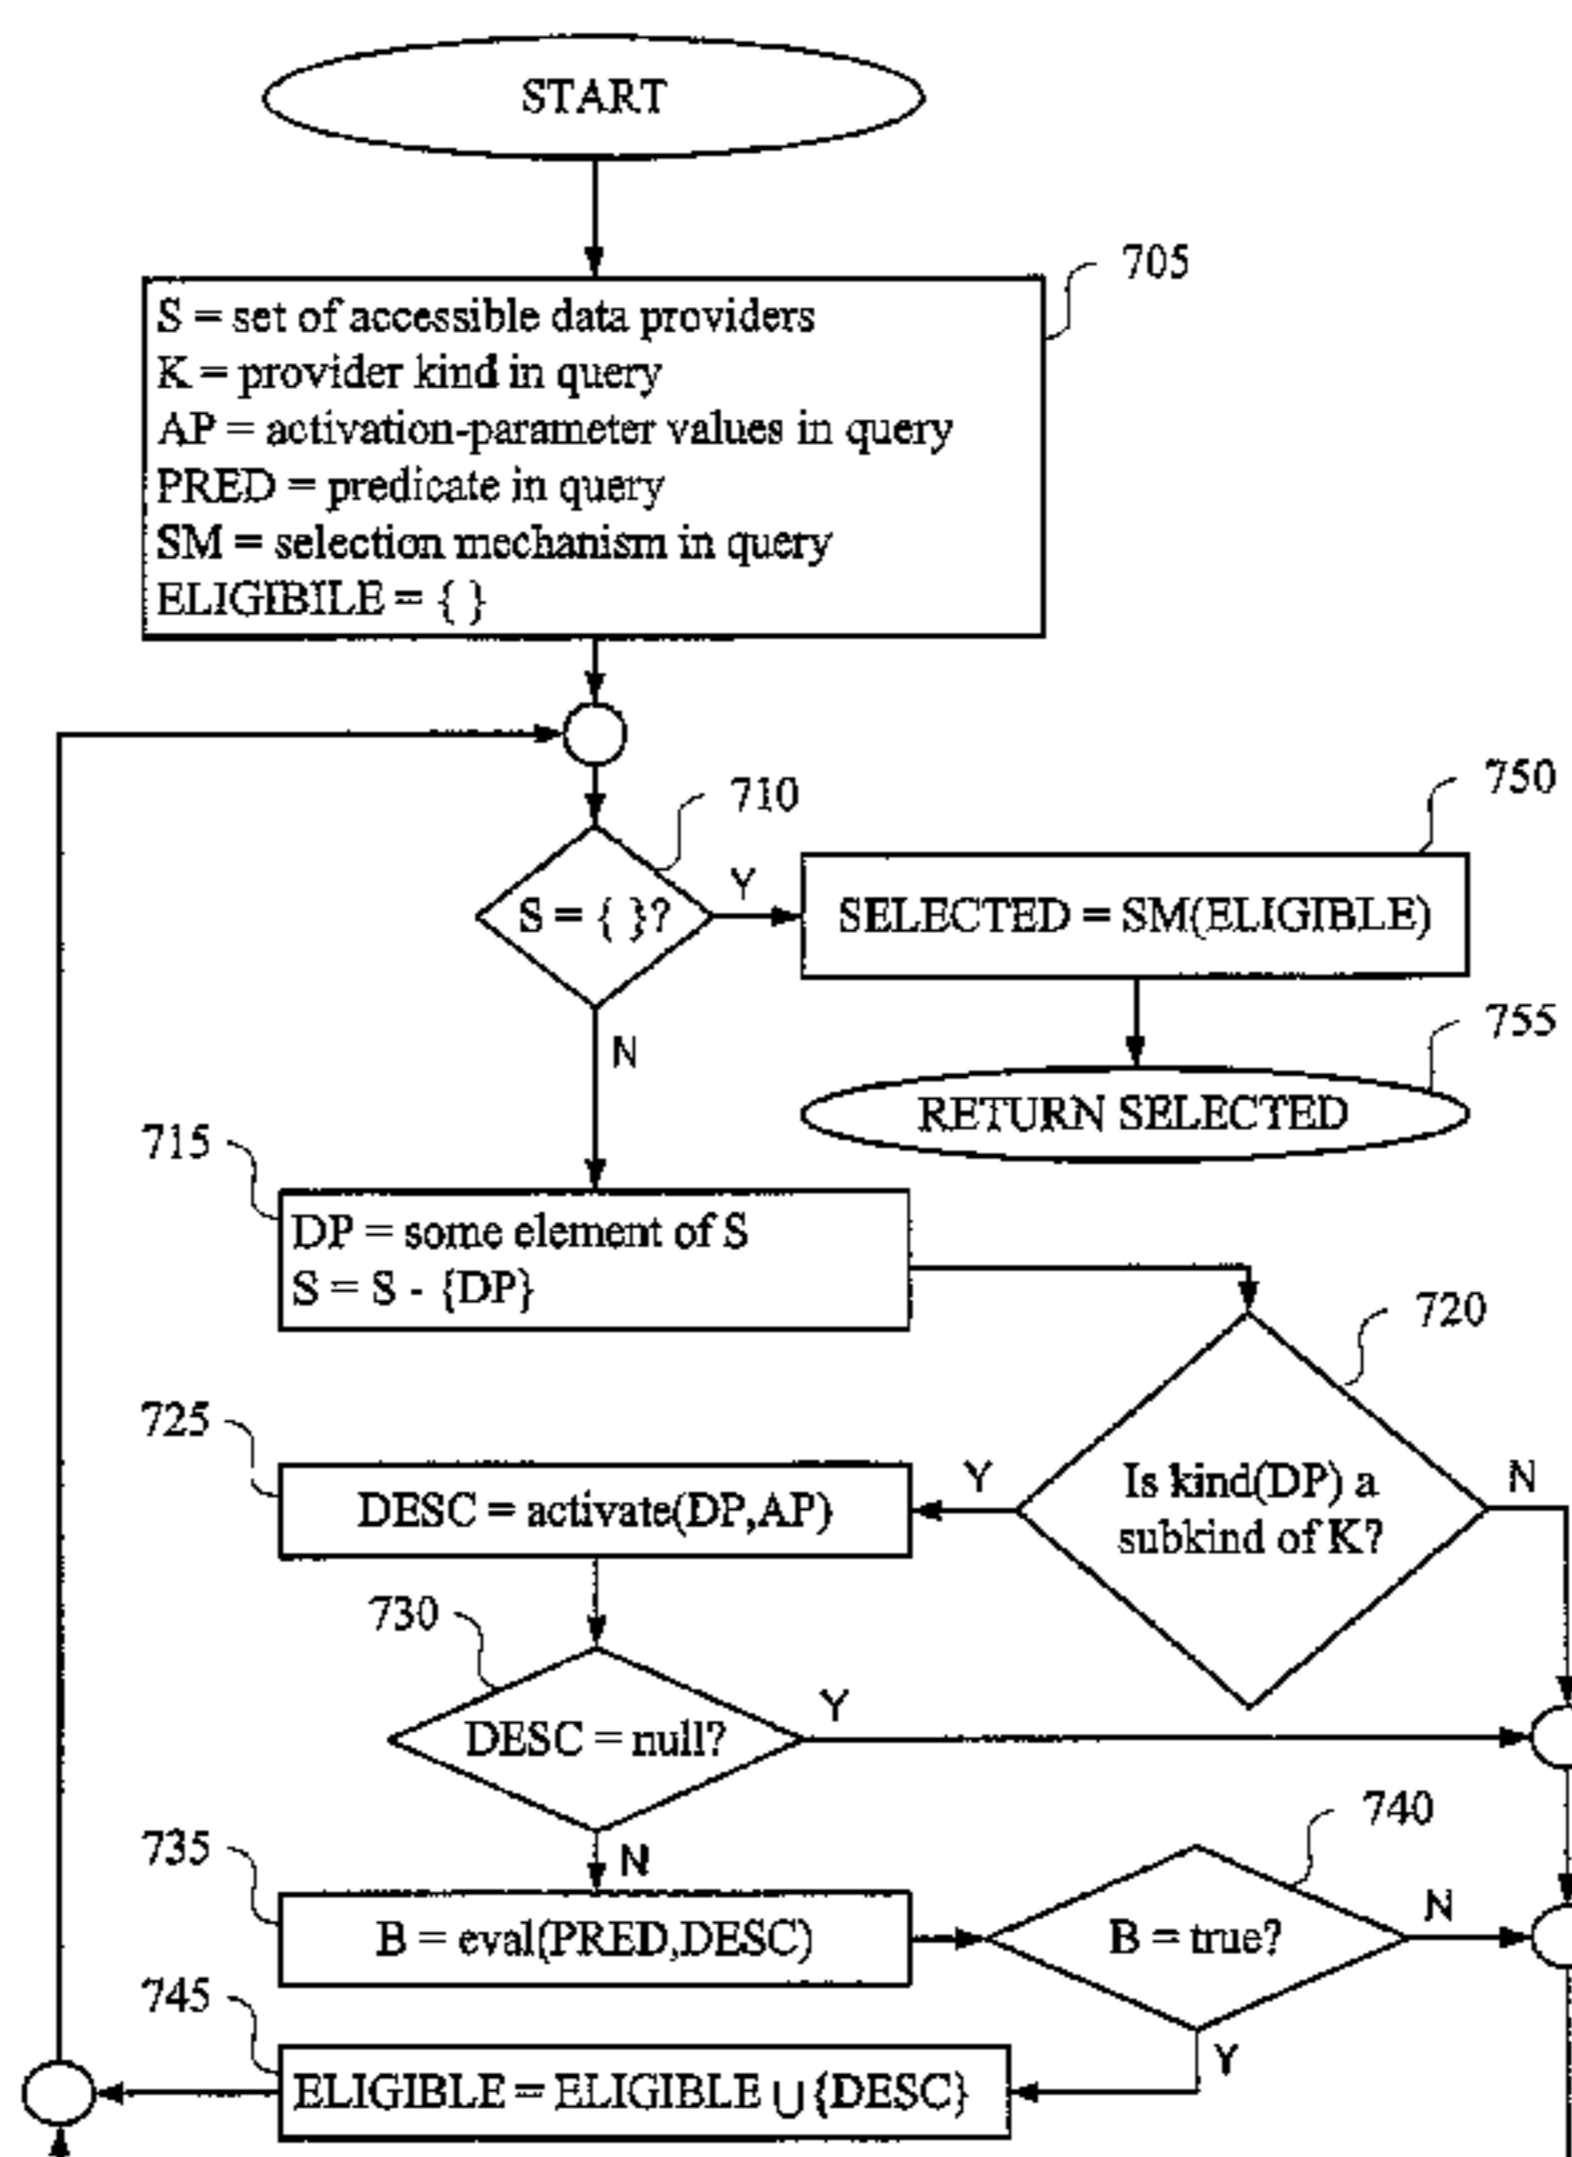 START
705
S = set of accessible data providers
K = provider kind in query
AP = activation-parameter values in query
PRED = predicate in query
SM = selection mechanism in query
ELIGIBILE = { }
710
750
S = { }?
Y
SELECTED = SM(ELIGIBLE)
N
755
RETURN SELECTED
715
DP = some element of S
S = S - {DP}
720
725
DESC = activate(DP,AP)
Y
Is kind(DP) a
subkind of K?
N
730
DESC = null?
Y
N
735
740
B = eval(PRED,DESC)
B = true?
N
745
Y
ELIGIBLE = ELIGIBLE ∪ {DESC}